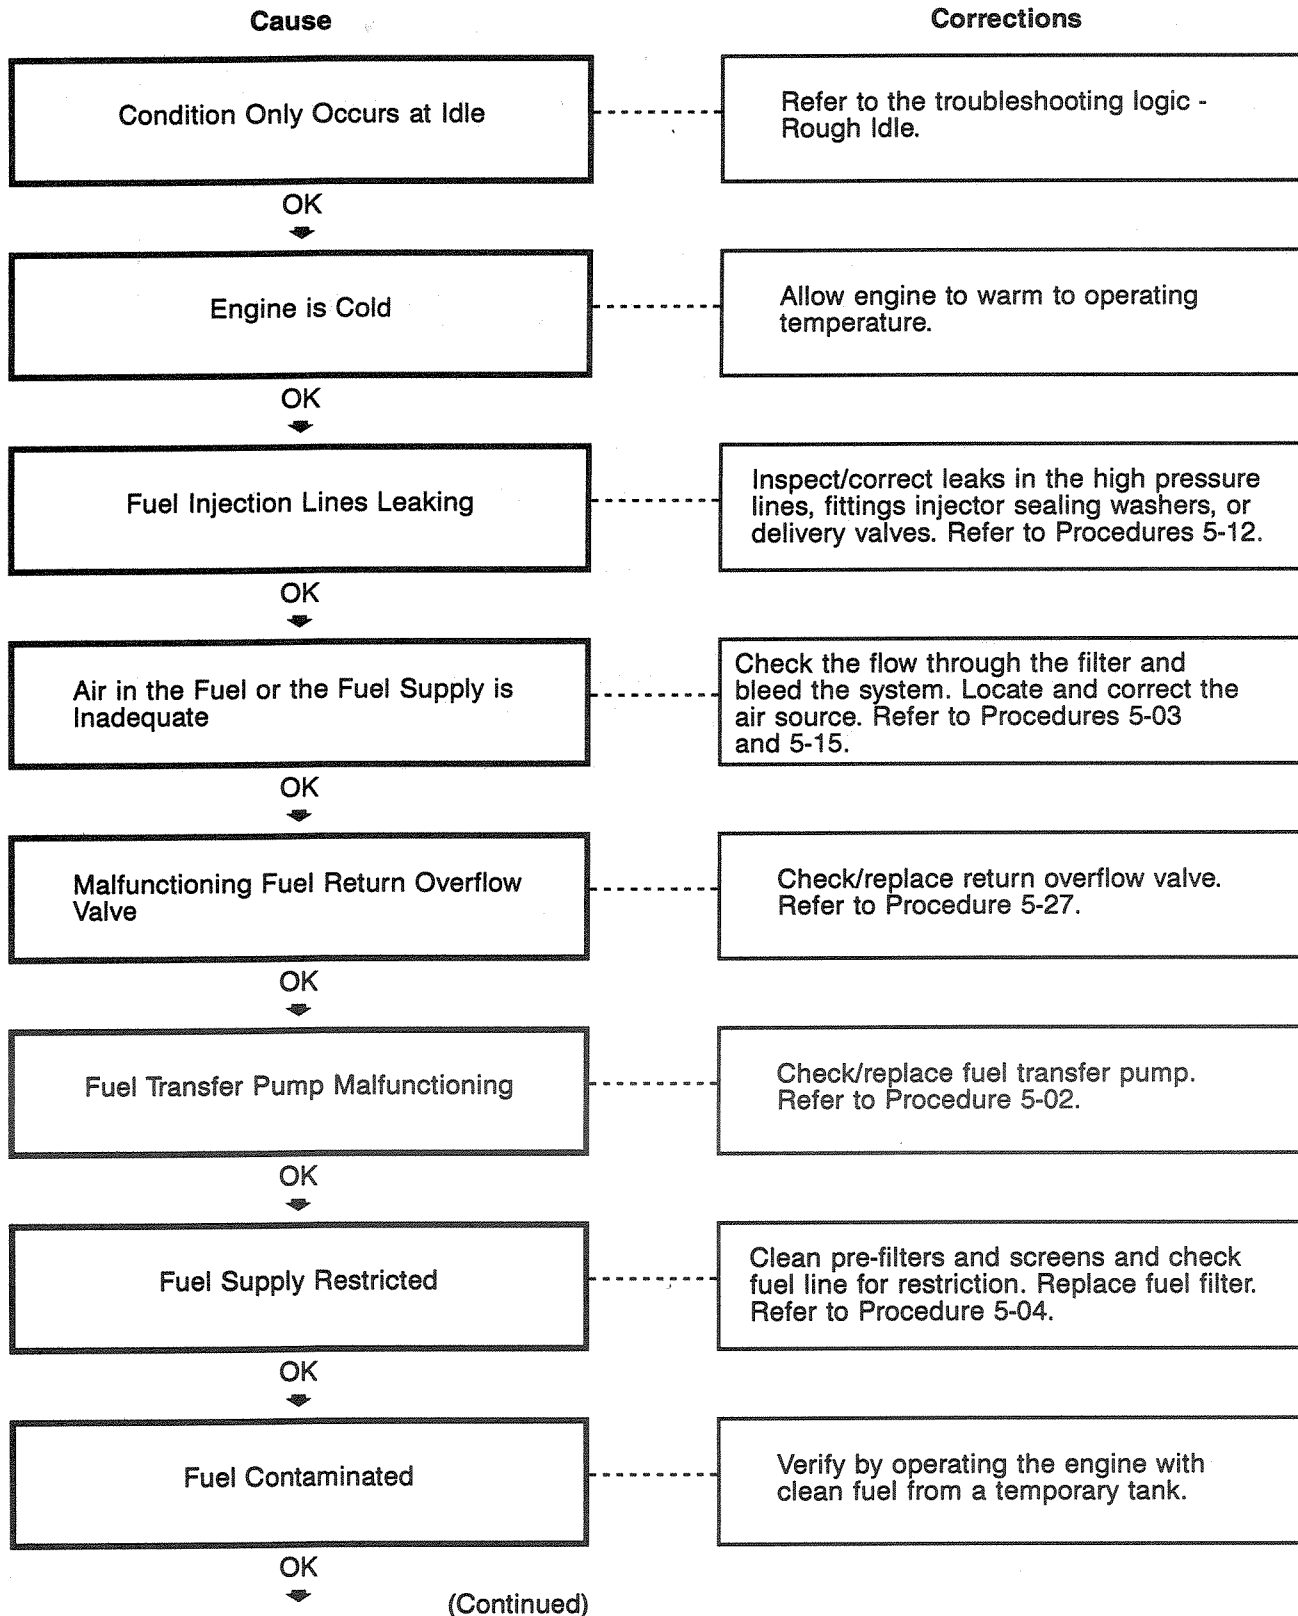 Cause
Corrections
Condition Only Occurs at Idle
Refer to the troubleshooting logic -
Rough Idle.
OK
Engine is Cold
Allow engine to warm to operating
temperature.
OK
Fuel Injection Lines Leaking
Inspect/correct leaks in the high pressure
lines, fittings injector sealing washers, or
delivery valves. Refer to Procedures 5-12.
OK
Air in the Fuel or the Fuel Supply is
Inadequate
Check the flow through the filter and
bleed the system. Locate and correct the
air source. Refer to Procedures 5-03
and 5-15.
OK
Malfunctioning Fuel Return Overflow
Valve
Check/replace return overflow valve.
Refer to Procedure 5-27.
OK
Fuel Transfer Pump Malfunctioning
Check/replace fuel transfer pump.
Refer to Procedure 5-02.
OK
Fuel Supply Restricted
Clean pre-filters and screens and check
fuel line for restriction. Replace fuel filter.
Refer to Procedure 5-04.
OK
Fuel Contaminated
Verify by operating the engine with
clean fuel from a temporary tank.
OK
(Continued)